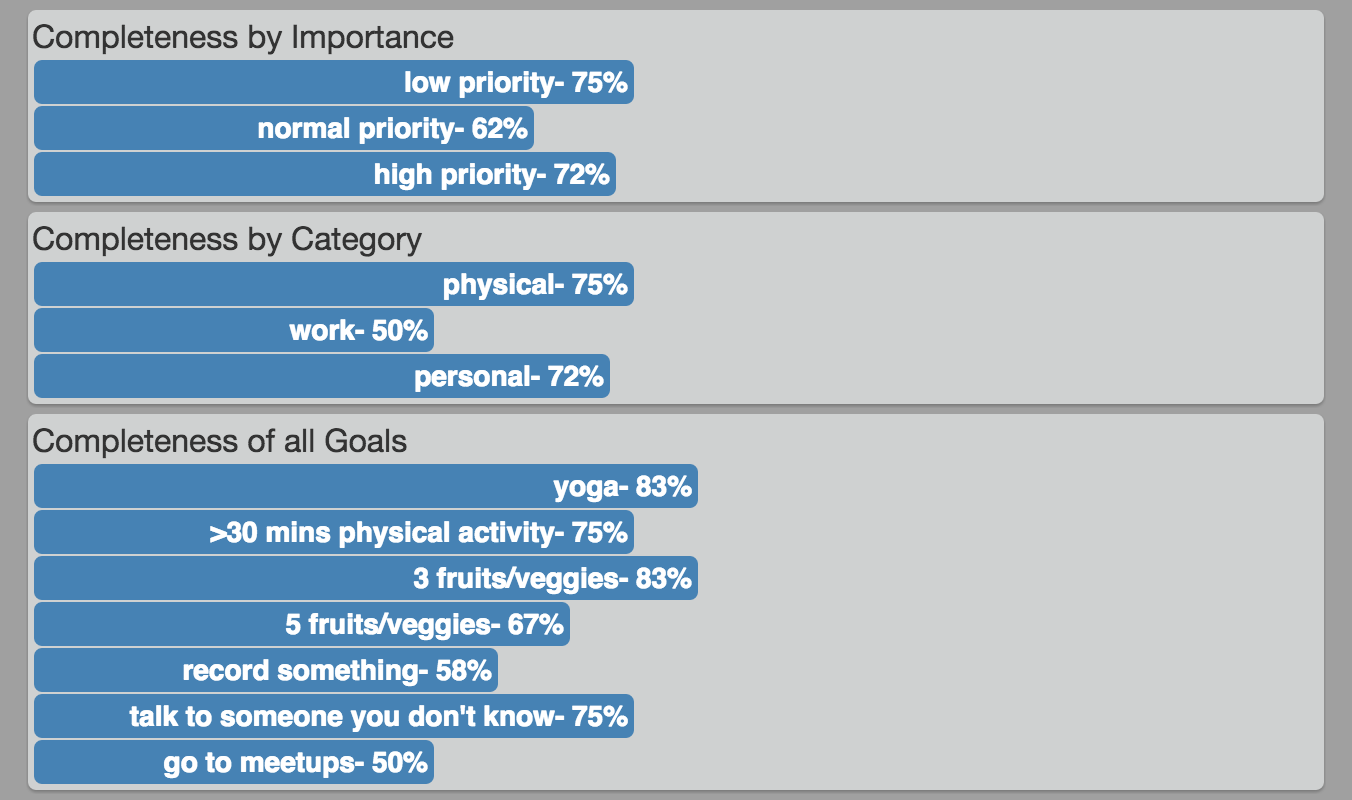 Completeness by Importance
low priority- 75%
normal priority- 62%
high priority- 72%
Completeness by Category
physical- 75%
work- 50%
personal- 72%
Completeness of all Goals
yoga- 83%
>30 mins physical activity- 75%
3 fruits/veggies- 83%
5 fruits/veggies- 67%
record something- 58%
talk to someone you don't know- 75%
go to meetups- 50%